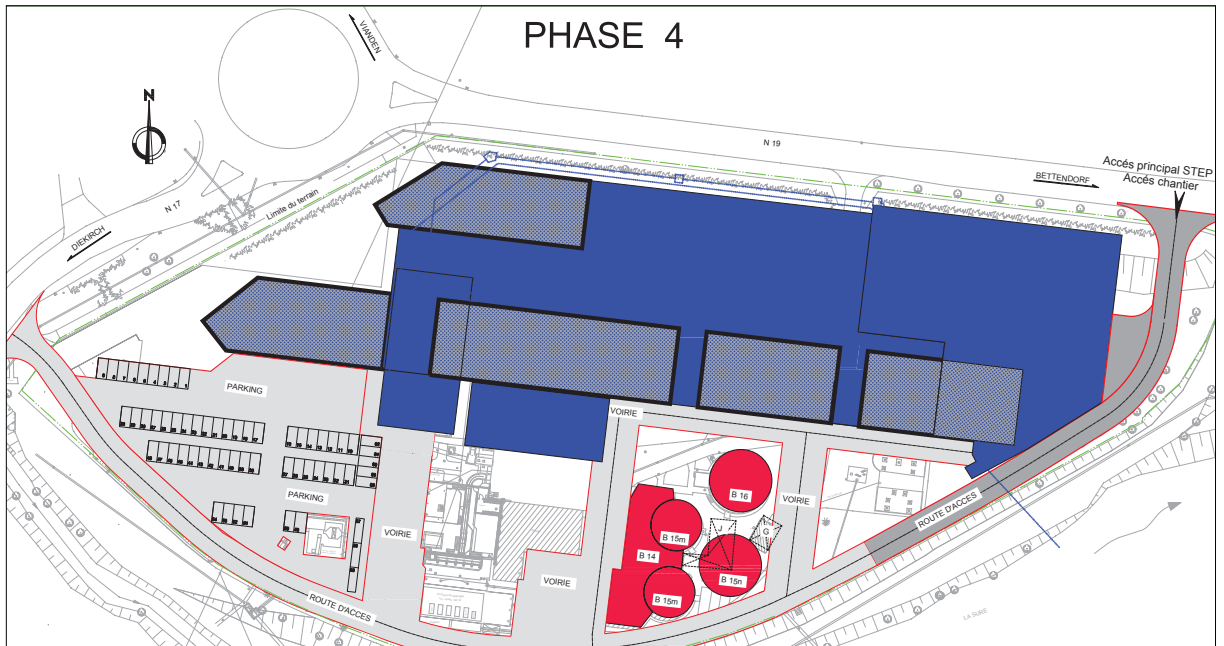 PHASE 4
VIANDEN
N
N 19
Accés principal STEP
Accés chantier
BETTENDORF
N 17
Limite du terrain
DIEKIRCH
PARKING
VOIRIE
PARKING
VOIRIE
VOIRIE
VOIRIE
B 16
B 15m
J
G
B 14
B 15n
B 15m
ROUTE D'ACCES
ROUTE D'ACCES
LA SURE